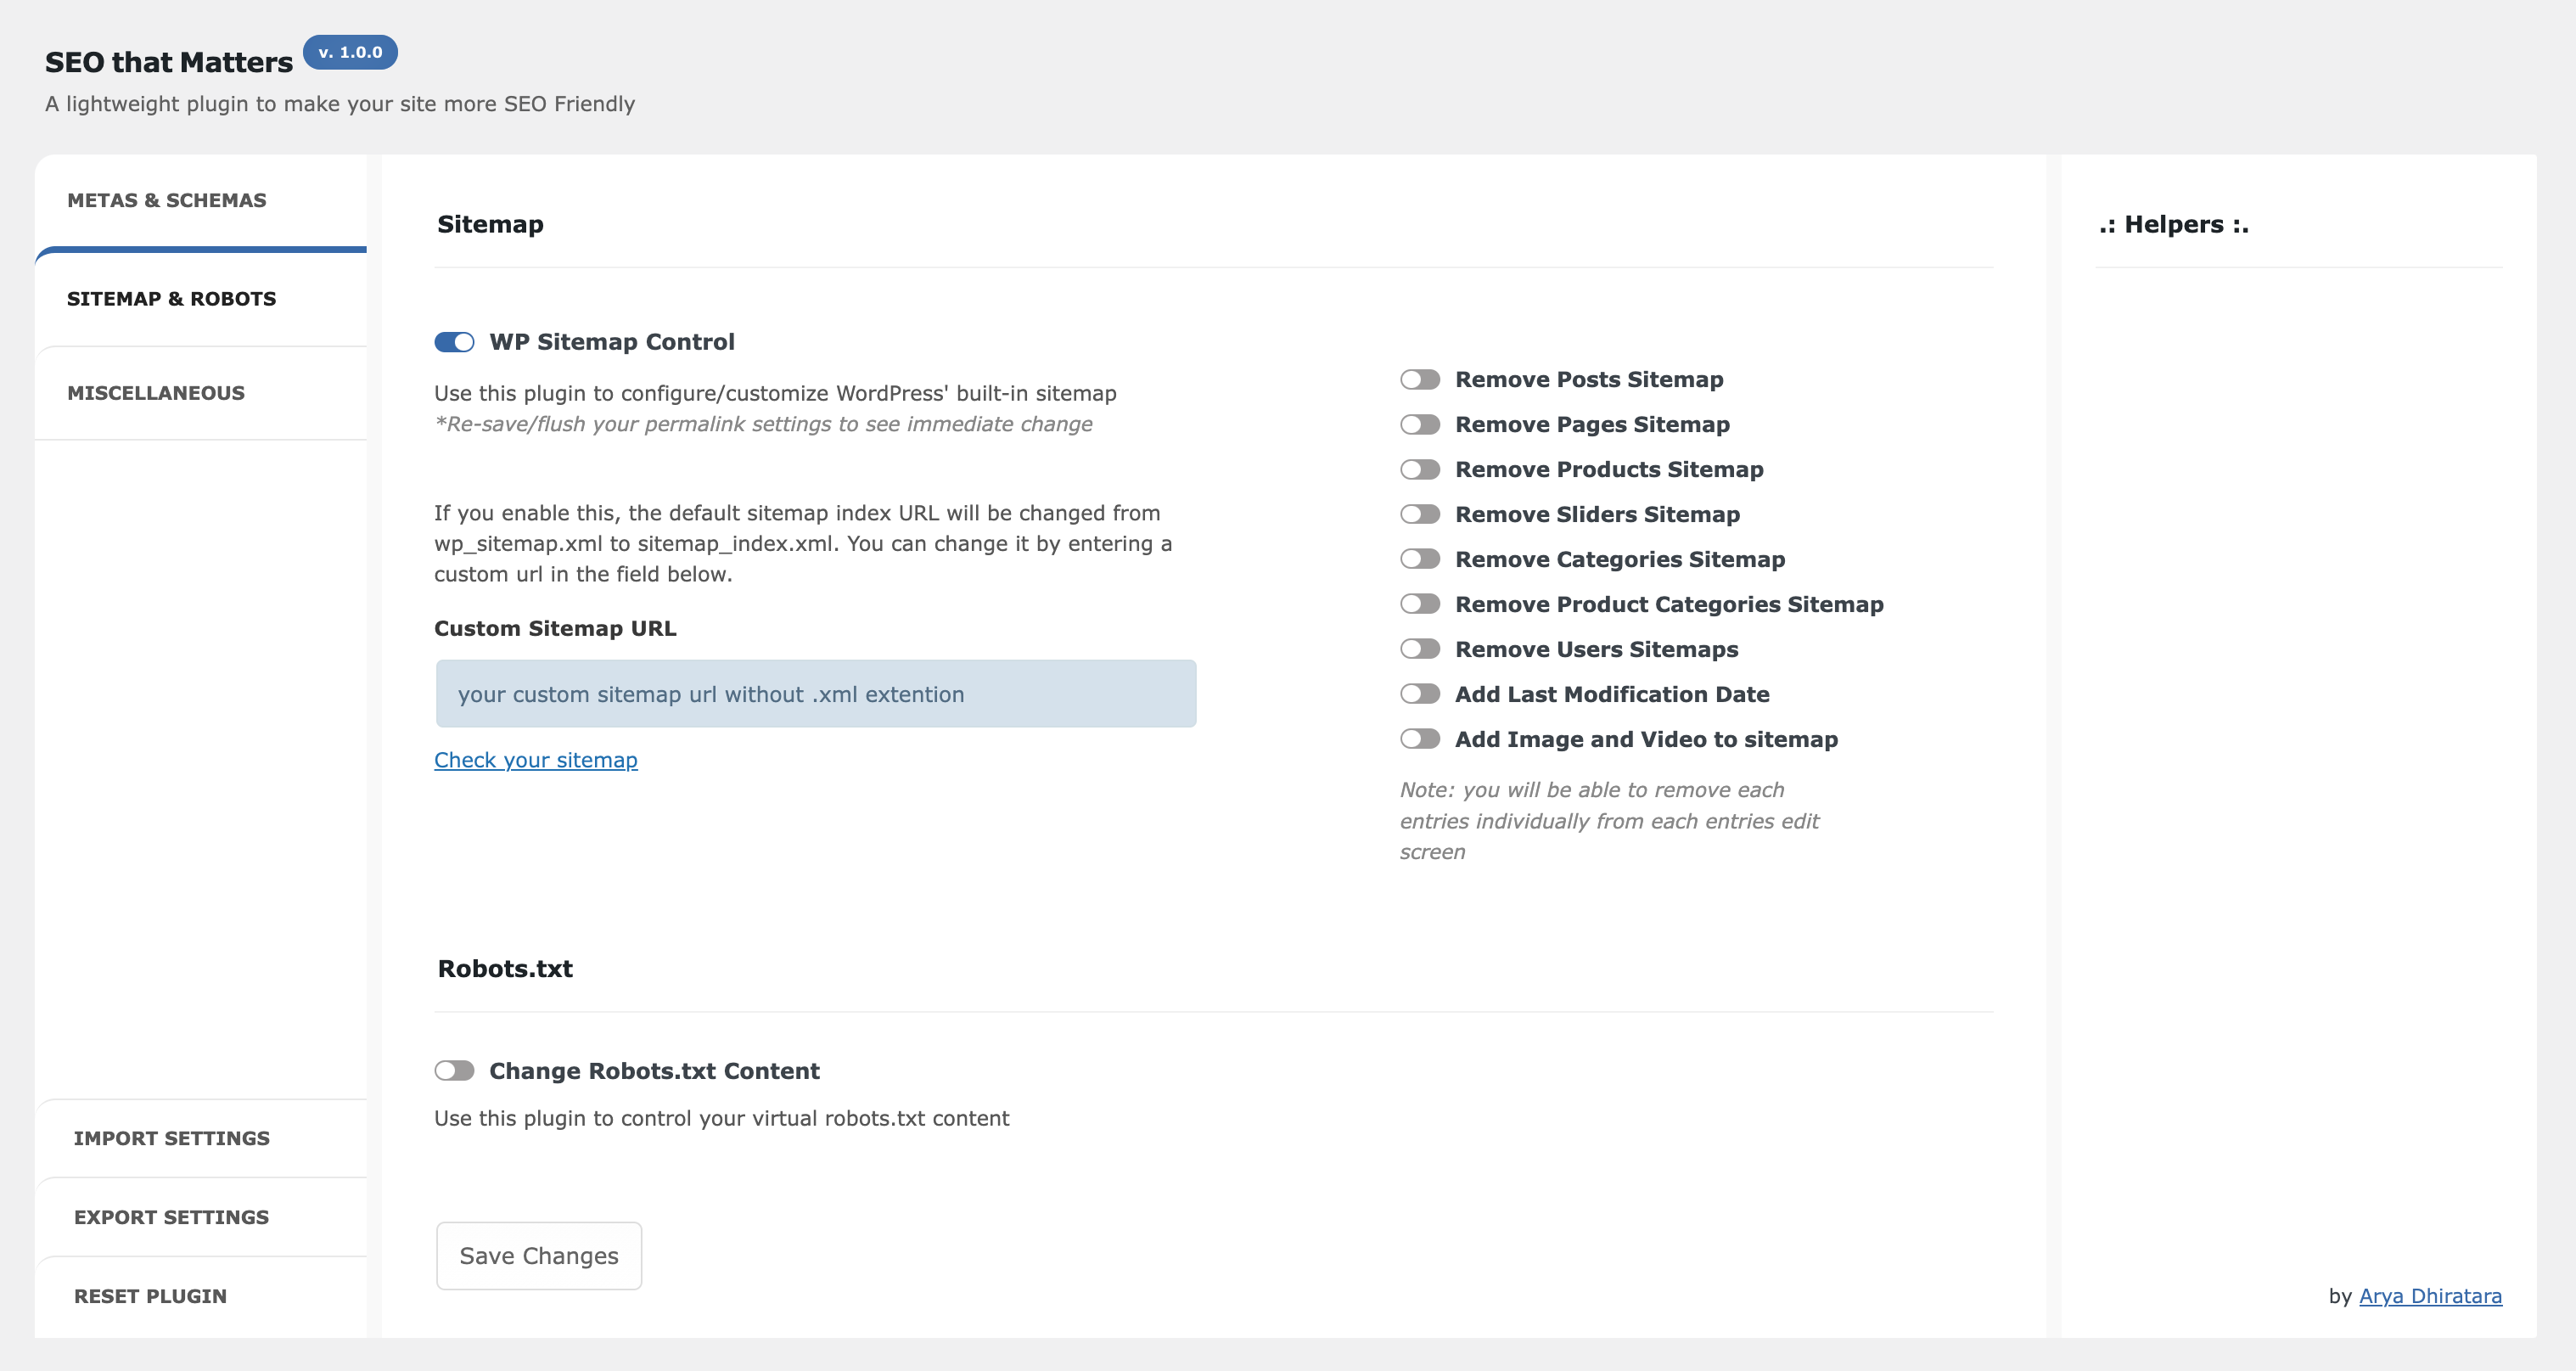 SEO that Matters v. 1.0.0
A lightweight plugin to make your site more SEO Friendly
METAS & SCHEMAS
SITEMAP & ROBOTS
MISCELLANEOUS
IMPORT SETTINGS
EXPORT SETTINGS
RESET PLUGIN
Sitemap
WP Sitemap Control
Use this plugin to configure/customize WordPress' built-in sitemap
*Re-save/flush your permalink settings to see immediate change
If you enable this, the default sitemap index URL will be changed from
wp_sitemap.xml to sitemap_index.xml. You can change it by entering a
custom url in the field below.
Custom Sitemap URL
your custom sitemap url without .xml extention
Check your sitemap
Remove Posts Sitemap
Remove Pages Sitemap
Remove Products Sitemap
Remove Sliders Sitemap
Remove Categories Sitemap
Remove Product Categories Sitemap
Remove Users Sitemaps
Add Last Modification Date
Add Image and Video to sitemap
Note: you will be able to remove each
entries individually from each entries edit
screen
Robots.txt
Change Robots.txt Content
Use this plugin to control your virtual robots.txt content
Save Changes
.: Helpers :.
by Arya Dhiratara